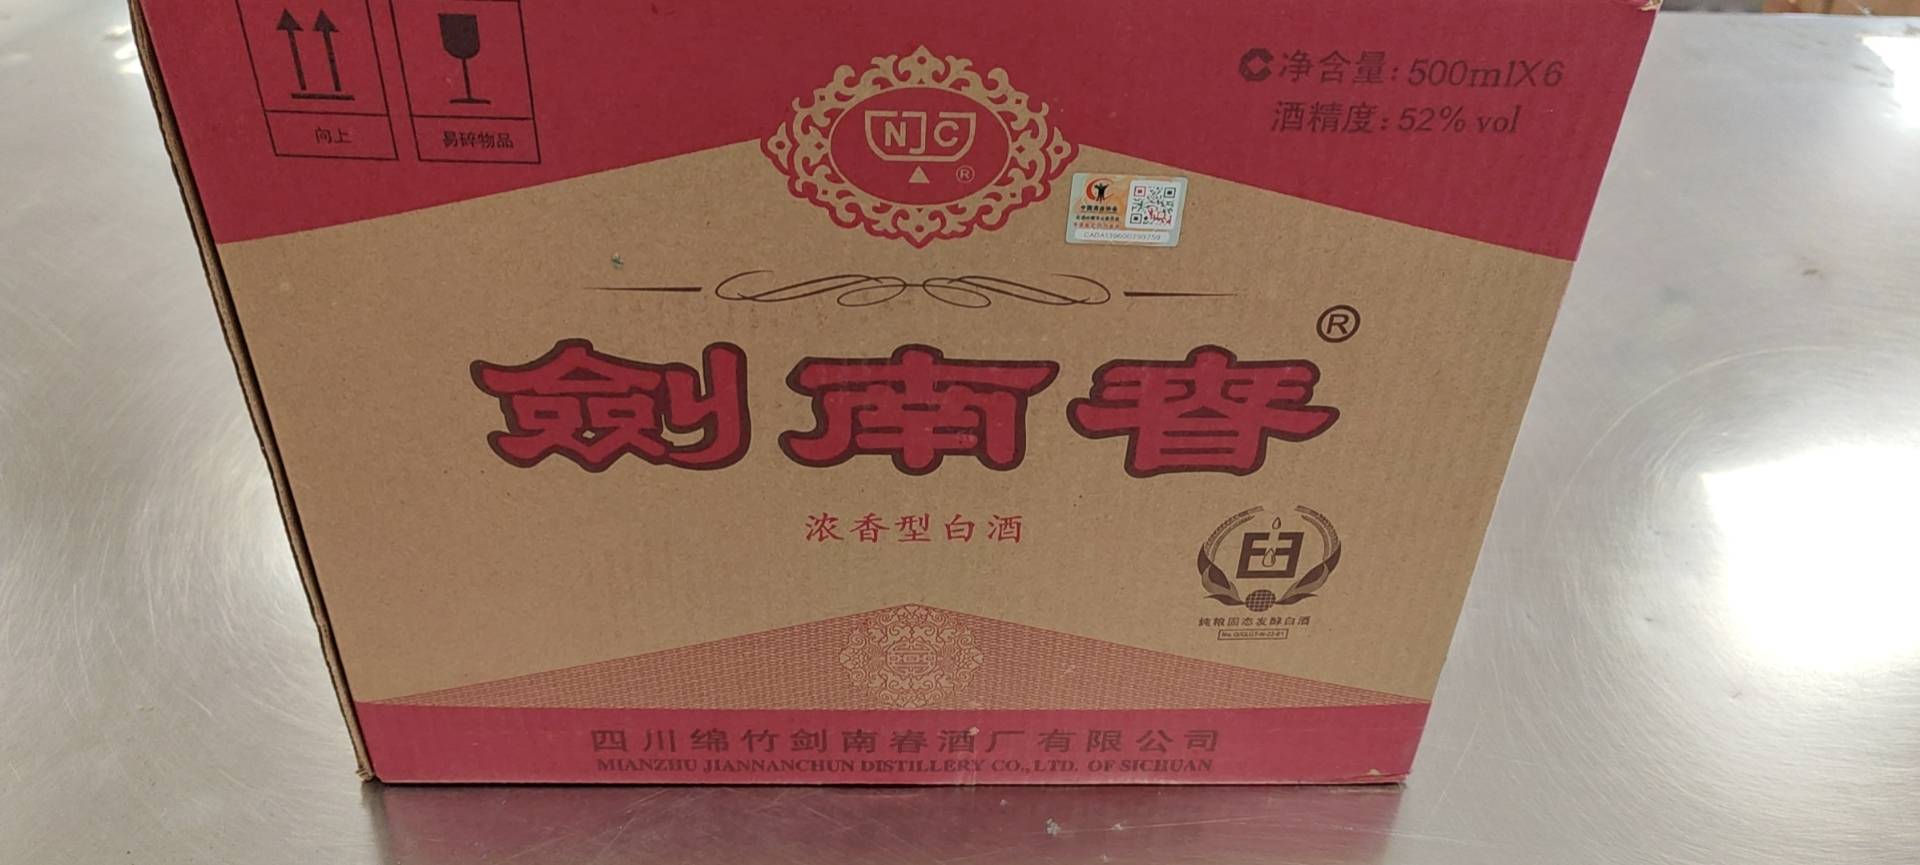 向上
易碎物品
NJC
®
净含量：500mlX6
酒精度：52% vol
剑南春®
浓香型白酒
纯粮固态发酵白酒
四川绵竹剑南春酒厂有限公司
MIANZHU JIANNANCHUN DISTILLERY CO., LTD. OF SICHUAN